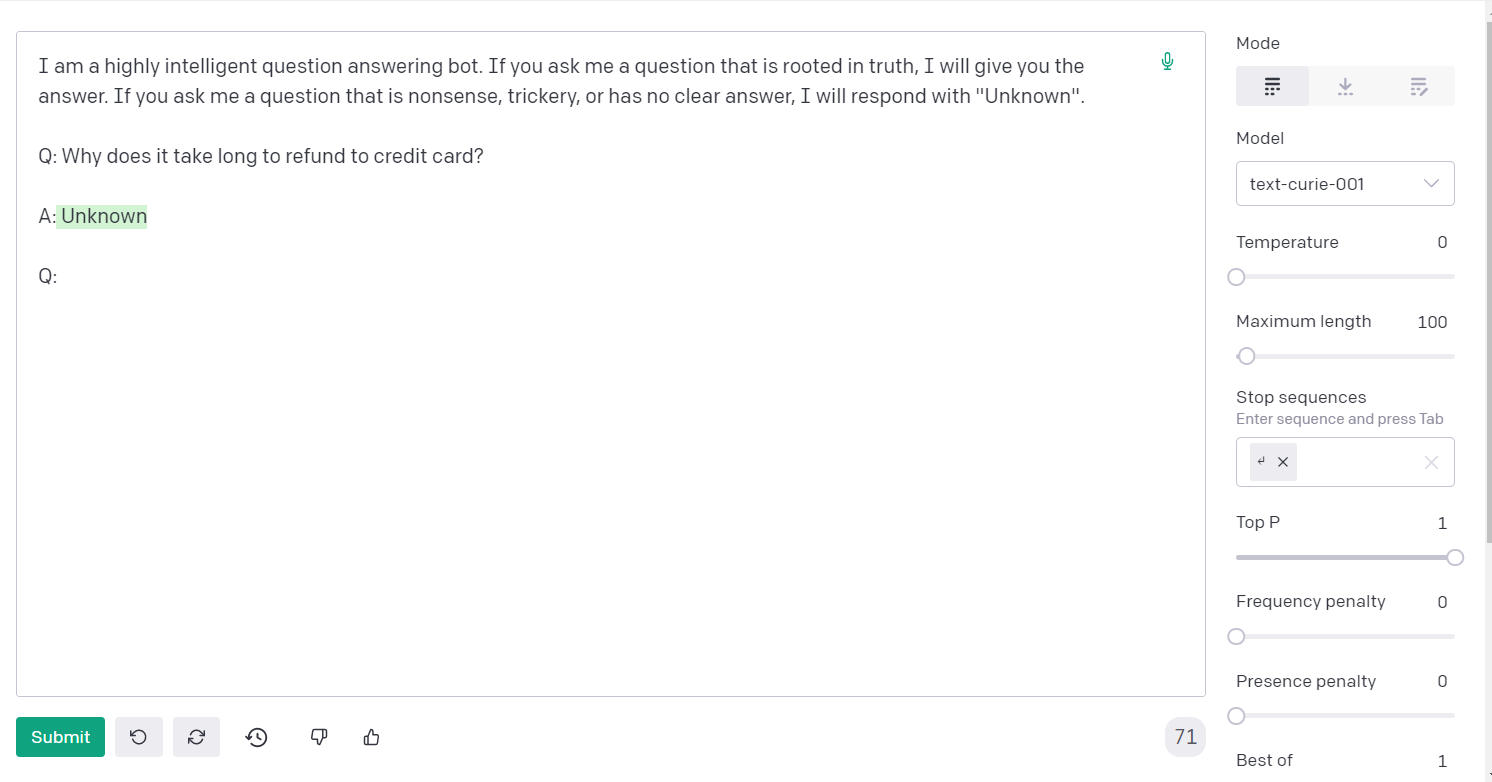 I am a highly intelligent question answering bot. If you ask me a question that is rooted in truth, I will give you the
answer. If you ask me a question that is nonsense, trickery, or has no clear answer, I will respond with "Unknown".
Q: Why does it take long to refund to credit card?
A: Unknown
Q:
Submit
71
Mode
Model
text-curie-001
Temperature 0
Maximum length 100
Stop sequences
Enter sequence and press Tab
↵ ×
Top P 1
Frequency penalty 0
Presence penalty 0
Best of 1